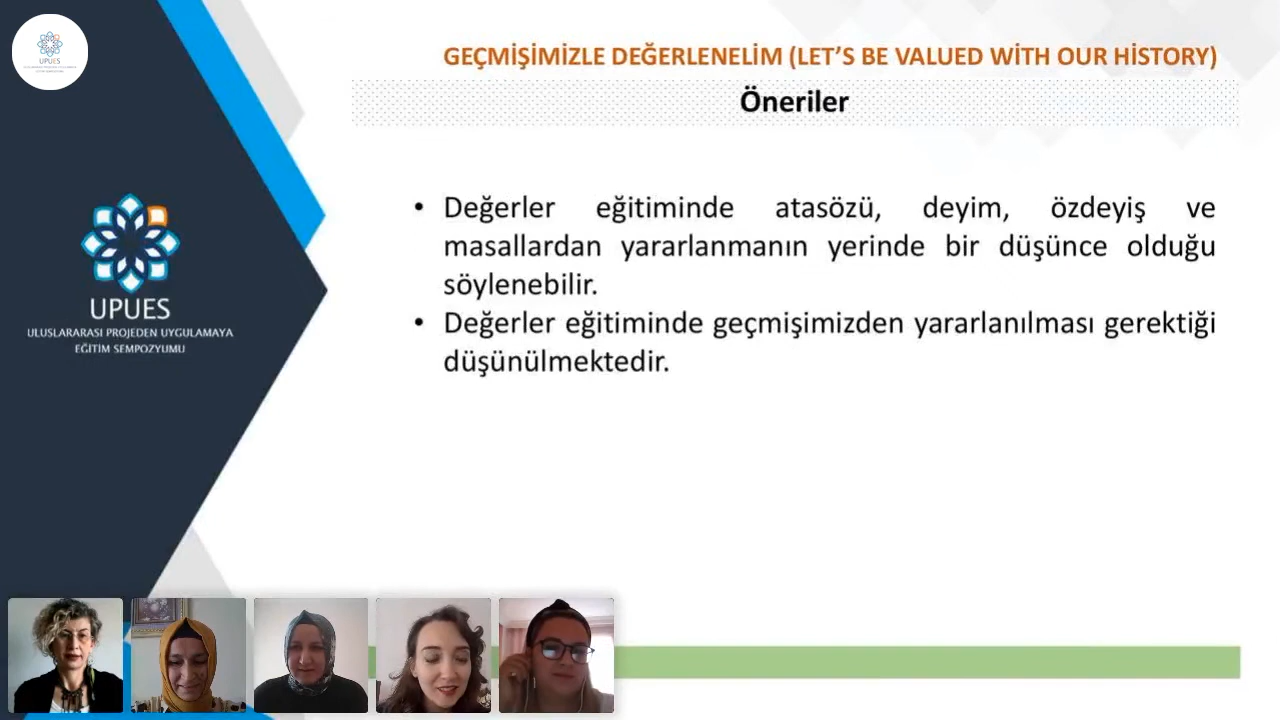 UPUES
GEÇMİŞİMİZLE DEĞERLENELİM (LET’S BE VALUED WİTH OUR HİSTORY)
Öneriler
• Değerler eğitiminde atasözü, deyim, özdeyiş ve
masallardan yararlanmanın yerinde bir düşünce olduğu
söylenebilir.
• Değerler eğitiminde geçmişimizden yararlanılması gerektiği
düşünülmektedir.
UPUES
ULUSLARARASI PROJEDEN UYGULAMAYA
EĞİTİM SEMPOZYUMU